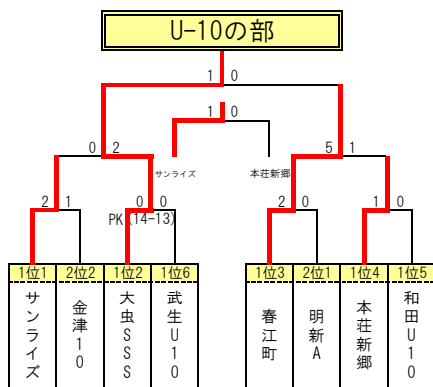 U-10の部
1 0
1 0
0 2
5 1
サンライズ
本荘新郷
2 1
0 0
2 0
1 0
PK(14-13)
1位1 2位2 1位2 1位6 1位3 2位1 1位4 1位5
サンライズ
金津10
大虫SSS
武生U10
春江町
明新A
本荘新郷
和田U10